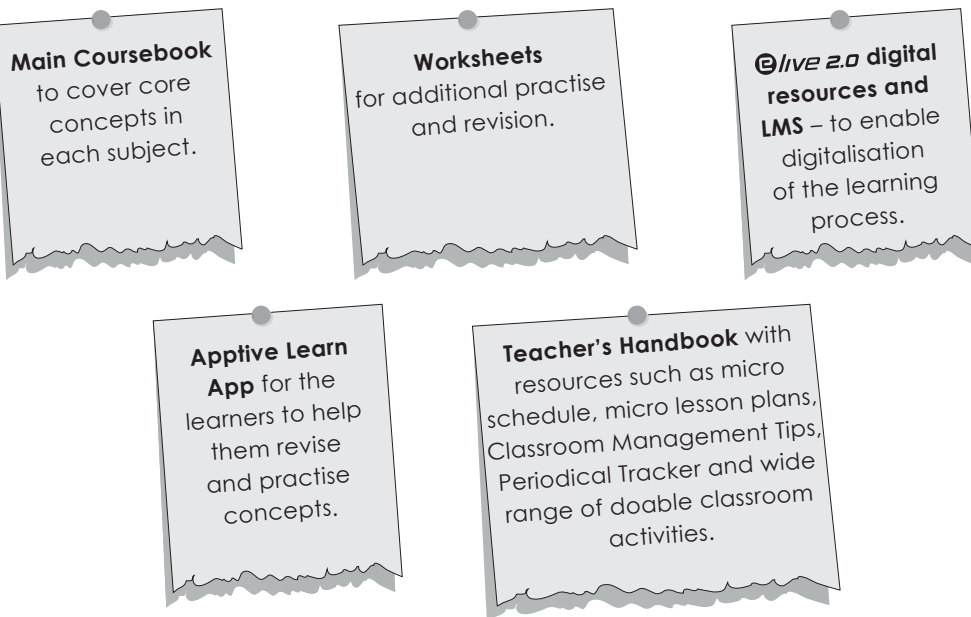 Main Coursebook
to cover core
concepts in
each subject.
Worksheets
for additional practise
and revision.
elive 2.0 digital
resources and
LMS – to enable
digitalisation
of the learning
process.
Apptive Learn
App for the
learners to help
them revise
and practise
concepts.
Teacher's Handbook with
resources such as micro
schedule, micro lesson plans,
Classroom Management Tips,
Periodical Tracker and wide
range of doable classroom
activities.